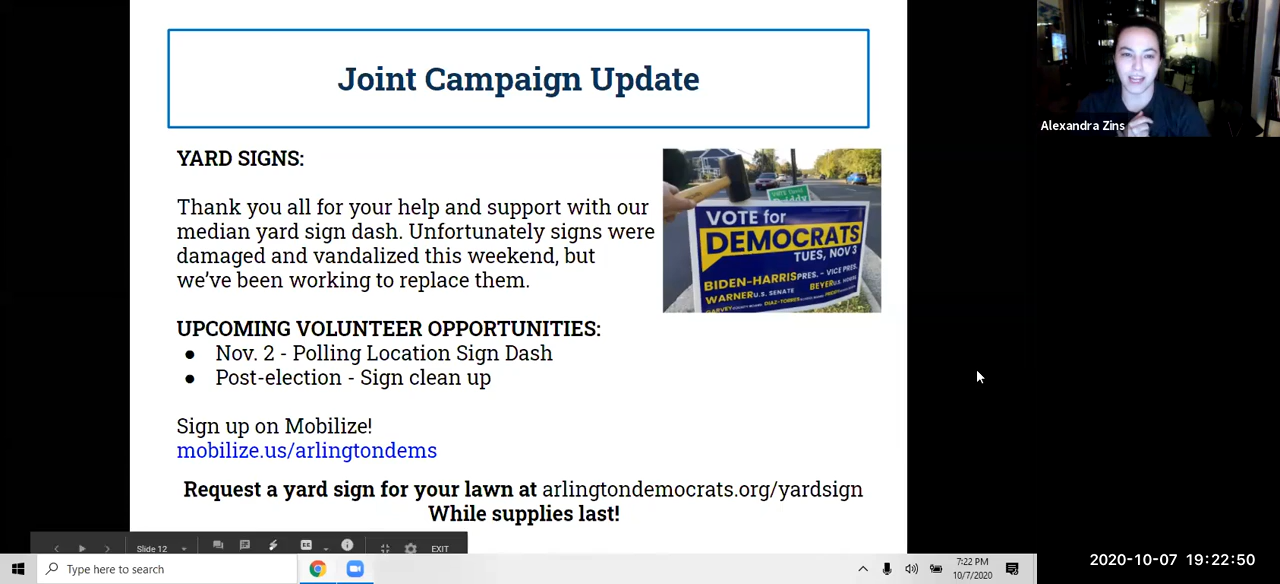 Joint Campaign Update
Alexandra Zins
YARD SIGNS:
Thank you all for your help and support with our
median yard sign dash. Unfortunately signs were
damaged and vandalized this weekend, but
we've been working to replace them.
VOTE for
DEMOCRATS
TUES, NOV 3
BIDEN-HARRIS PRES. - VICE PRES.
WARNER U.S. SENATE
BEYER U.S. HOUSE
UPCOMING VOLUNTEER OPPORTUNITIES:
● Nov. 2 - Polling Location Sign Dash
● Post-election - Sign clean up
Sign up on Mobilize!
mobilize.us/arlingtondems
Request a yard sign for your lawn at arlingtondemocrats.org/yardsign
While supplies last!
Slide 12
EXIT
Type here to search
7:22 PM
10/7/2020
2020-10-07 19:22:50